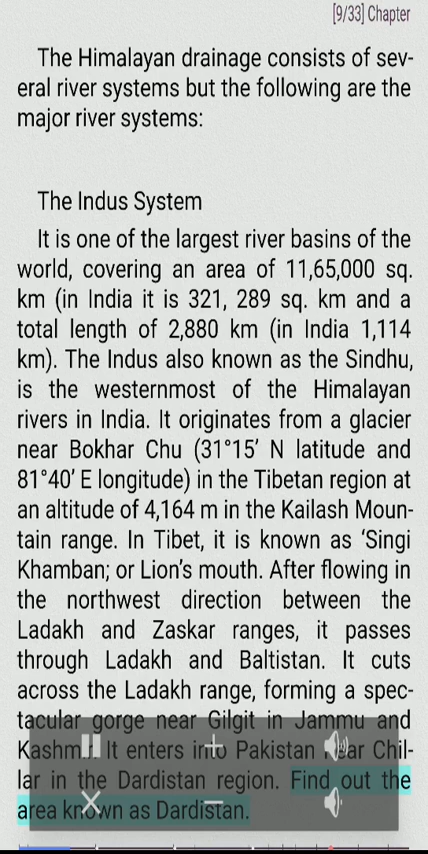 [9/33] Chapter
The Himalayan drainage consists of sev-
eral river systems but the following are the
major river systems:
The Indus System
It is one of the largest river basins of the
world, covering an area of 11,65,000 sq.
km (in India it is 321, 289 sq. km and a
total length of 2,880 km (in India 1,114
km). The Indus also known as the Sindhu,
is the westernmost of the Himalayan
rivers in India. It originates from a glacier
near Bokhar Chu (31°15′ N latitude and
81°40′ E longitude) in the Tibetan region at
an altitude of 4,164 m in the Kailash Moun-
tain range. In Tibet, it is known as ‘Singi
Khamban; or Lion’s mouth. After flowing in
the northwest direction between the
Ladakh and Zaskar ranges, it passes
through Ladakh and Baltistan. It cuts
across the Ladakh range, forming a spec-
tacular gorge near Gilgit in Jammu and
Kashmir. It enters into Pakistan near Chil-
lar in the Dardistan region. Find out the
area known as Dardistan.